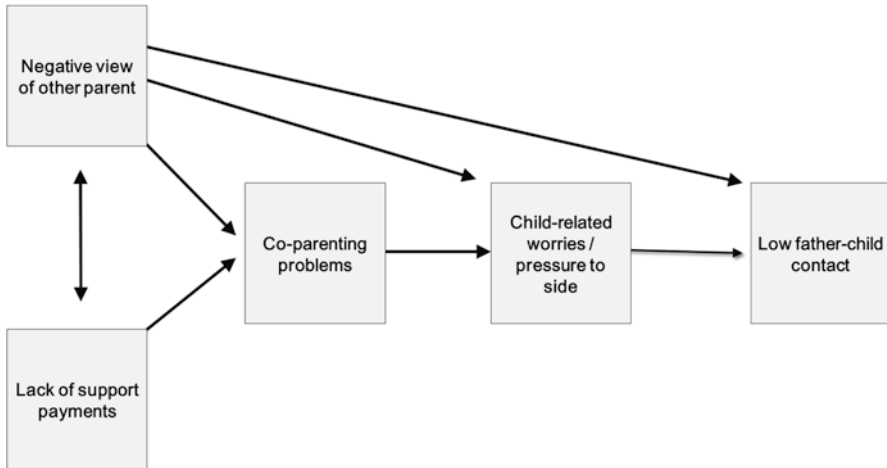 Negative view
of other parent
Co-parenting
problems
Child-related
worries /
pressure to
side
Low father-child
contact
Lack of support
payments